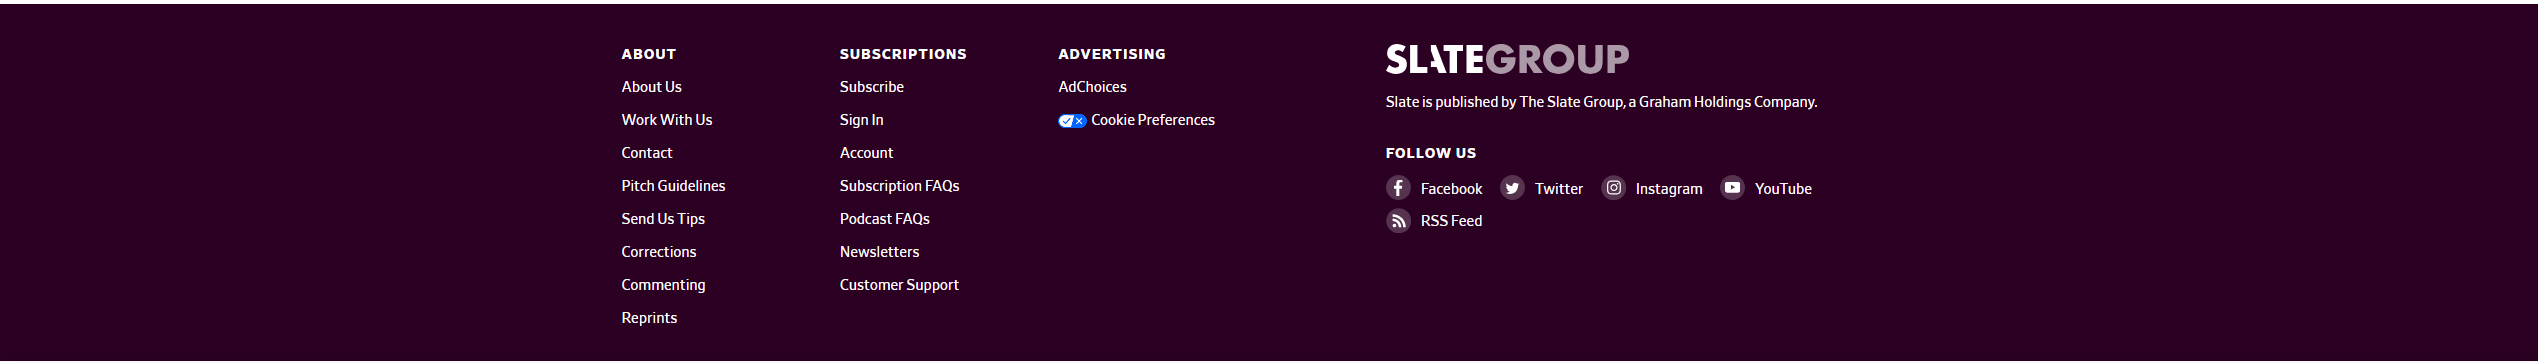 ABOUT
About Us
Work With Us
Contact
Pitch Guidelines
Send Us Tips
Corrections
Commenting
Reprints
SUBSCRIPTIONS
Subscribe
Sign In
Account
Subscription FAQs
Podcast FAQs
Newsletters
Customer Support
ADVERTISING
AdChoices
Cookie Preferences
SLATEGROUP
Slate is published by The Slate Group, a Graham Holdings Company.
FOLLOW US
Facebook Twitter Instagram YouTube
RSS Feed